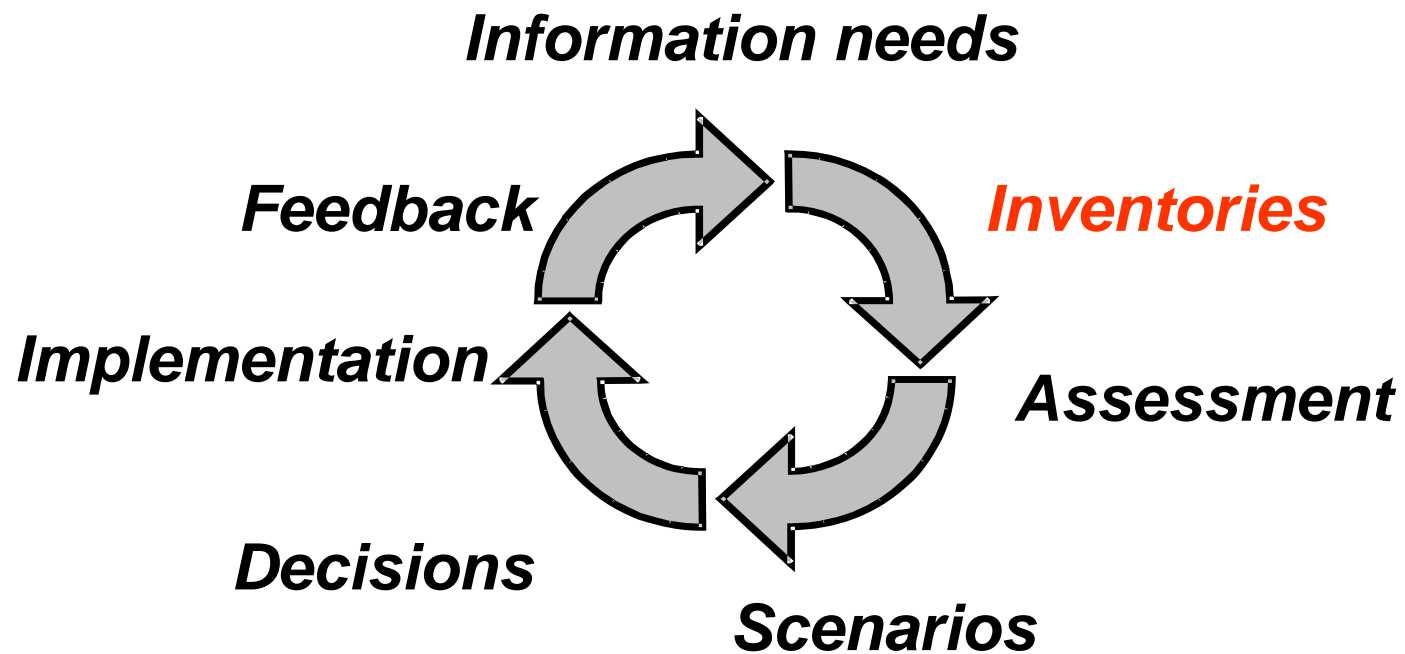 Information needs
Feedback
Inventories
Implementation
Assessment
Decisions
Scenarios